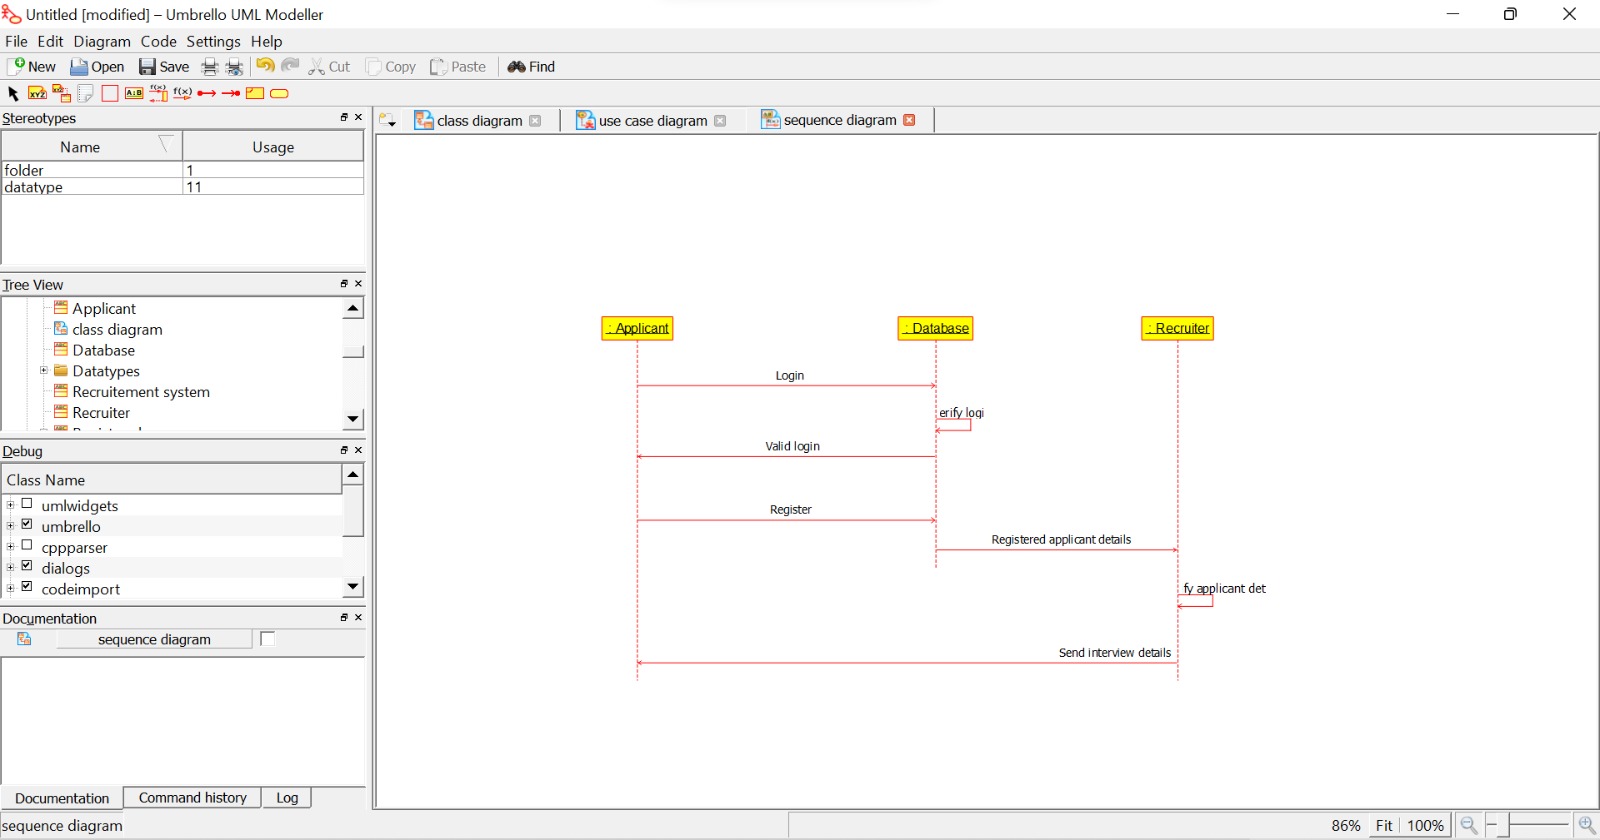 Untitled [modified] – Umbrello UML Modeller
File Edit Diagram Code Settings Help
New Open Save Cut Copy Paste Find
Stereotypes
Name Usage
folder 1
datatype 11
Tree View
Applicant
class diagram
Database
Datatypes
Recruitement system
Recruiter
Debug
Class Name
umlwidgets
umbrello
cppparser
dialogs
codeimport
Documentation
sequence diagram
Documentation Command history Log
sequence diagram
class diagram use case diagram sequence diagram
: Applicant : Database : Recruiter
Login
erify logi
Valid login
Register
Registered applicant details
fy applicant det
Send interview details
86% Fit 100%